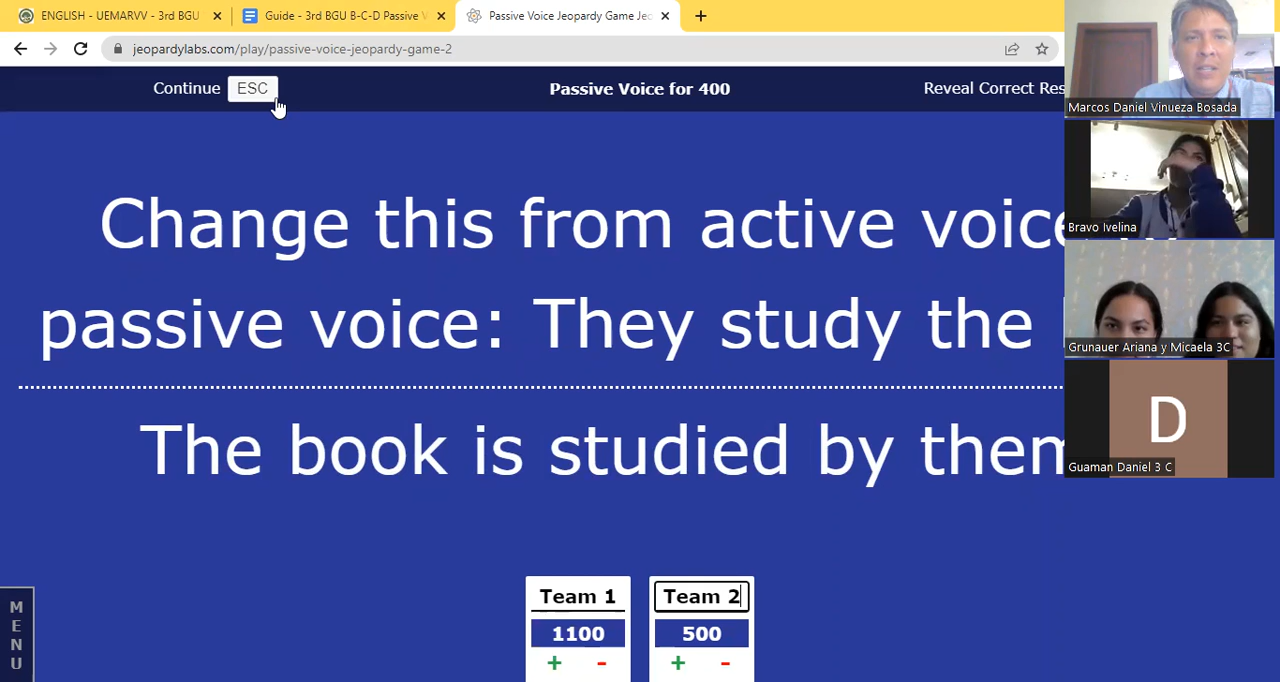 ENGLISH - UEMARVV - 3rd BGU
Guide - 3rd BGU B-C-D Passive V
Passive Voice Jeopardy Game Jeo
jeopardylabs.com/play/passive-voice-jeopardy-game-2
Continue ESC
Passive Voice for 400
Reveal Correct Res
Change this from active voice
passive voice: They study the
The book is studied by them
Team 1
1100
+ -
Team 2
500
+ -
MENU
Marcos Daniel Vinueza Bosada
Bravo Ivelina
Grunauer Ariana y Micaela 3C
D
Guaman Daniel 3 C